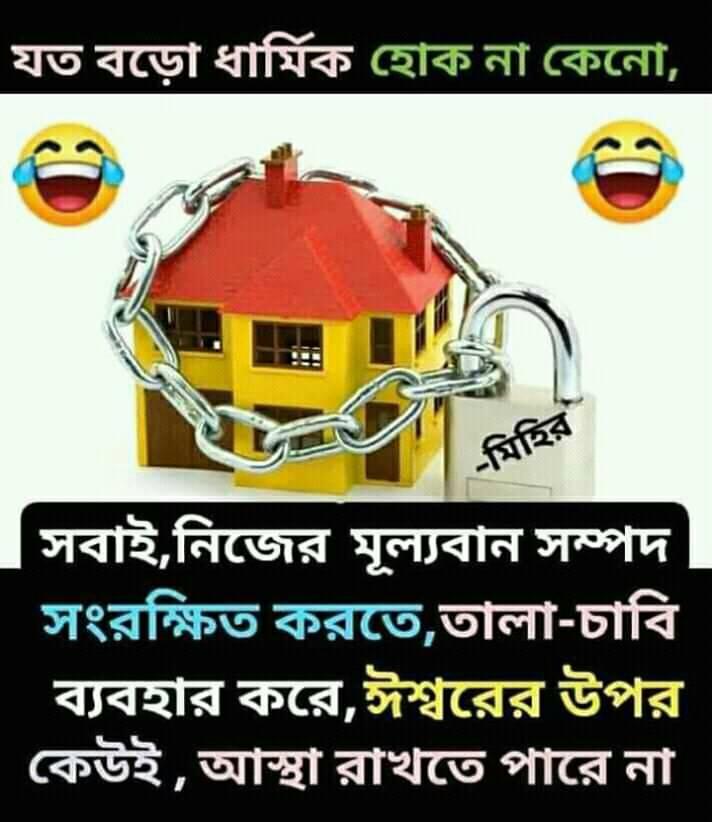 যত বড়ো ধার্মিক হোক না কেনো,
-মিহির
সবাই,নিজের মূল্যবান সম্পদ
সংরক্ষিত করতে,তালা-চাবি
ব্যবহার করে,ঈশ্বরের উপর
কেউই , আস্থা রাখতে পারে না